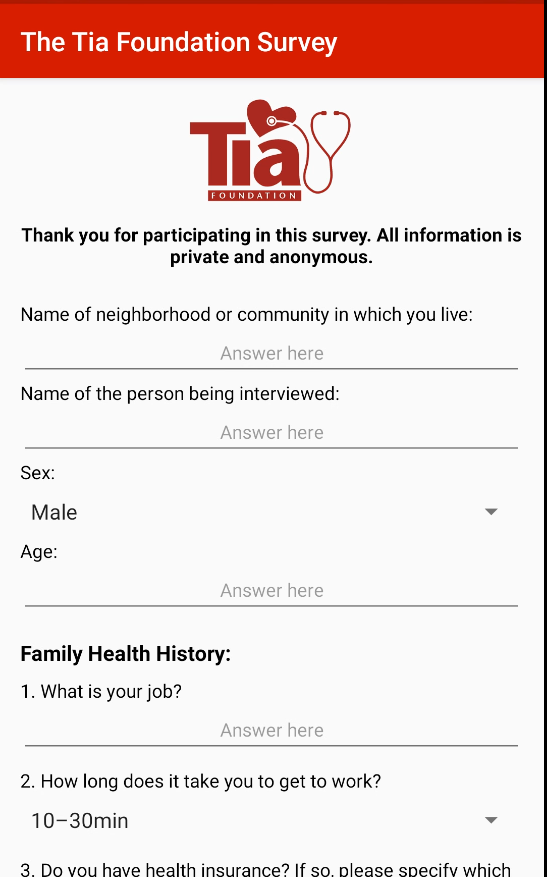 The Tia Foundation Survey
Tia
FOUNDATION
Thank you for participating in this survey. All information is
private and anonymous.
Name of neighborhood or community in which you live:
Answer here
Name of the person being interviewed:
Answer here
Sex:
Male
Age:
Answer here
Family Health History:
1. What is your job?
Answer here
2. How long does it take you to get to work?
10–30min
3. Do you have health insurance? If so, please specify which